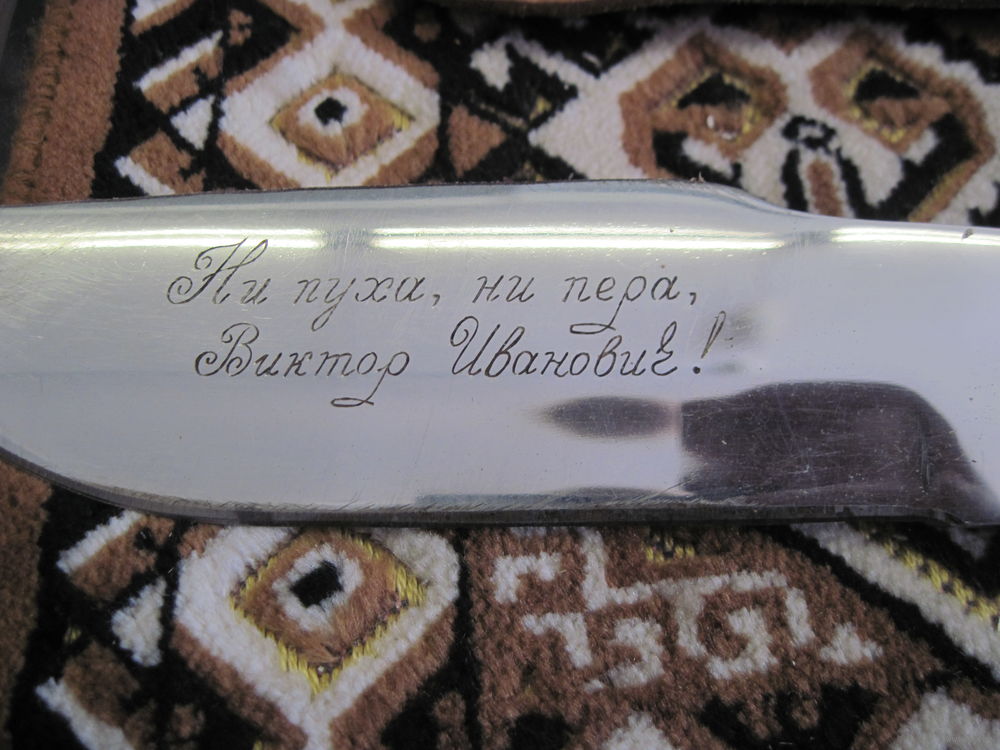 Ни пуха, ни пера,
Виктор Иванович!